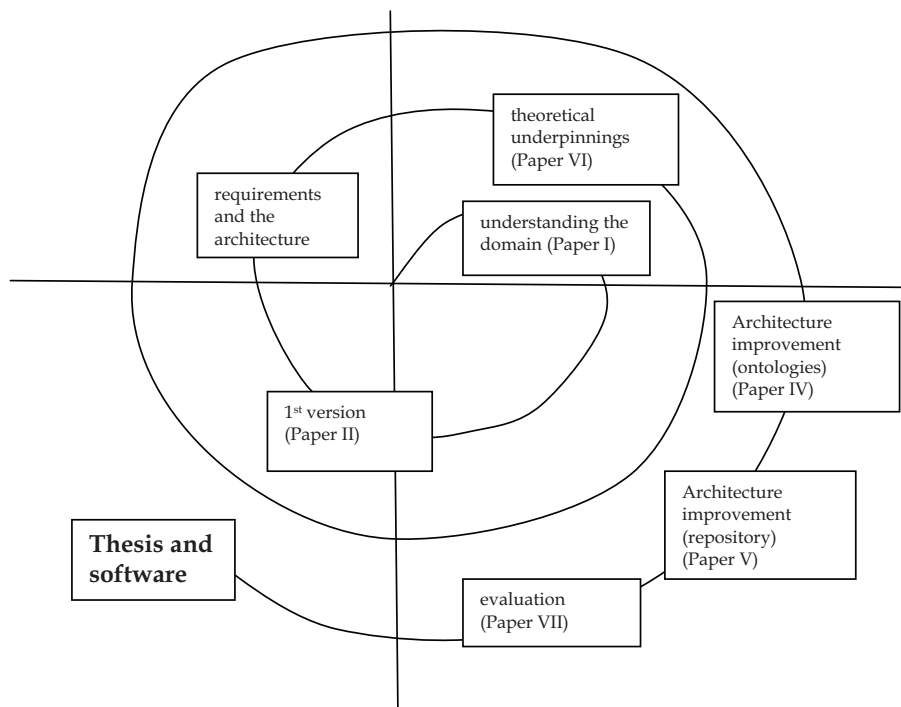 theoretical
underpinnings
(Paper VI)
requirements
and the
architecture
understanding the
domain (Paper I)
Architecture
improvement
(ontologies)
(Paper IV)
1st version
(Paper II)
Architecture
improvement
(repository)
(Paper V)
Thesis and
software
evaluation
(Paper VII)